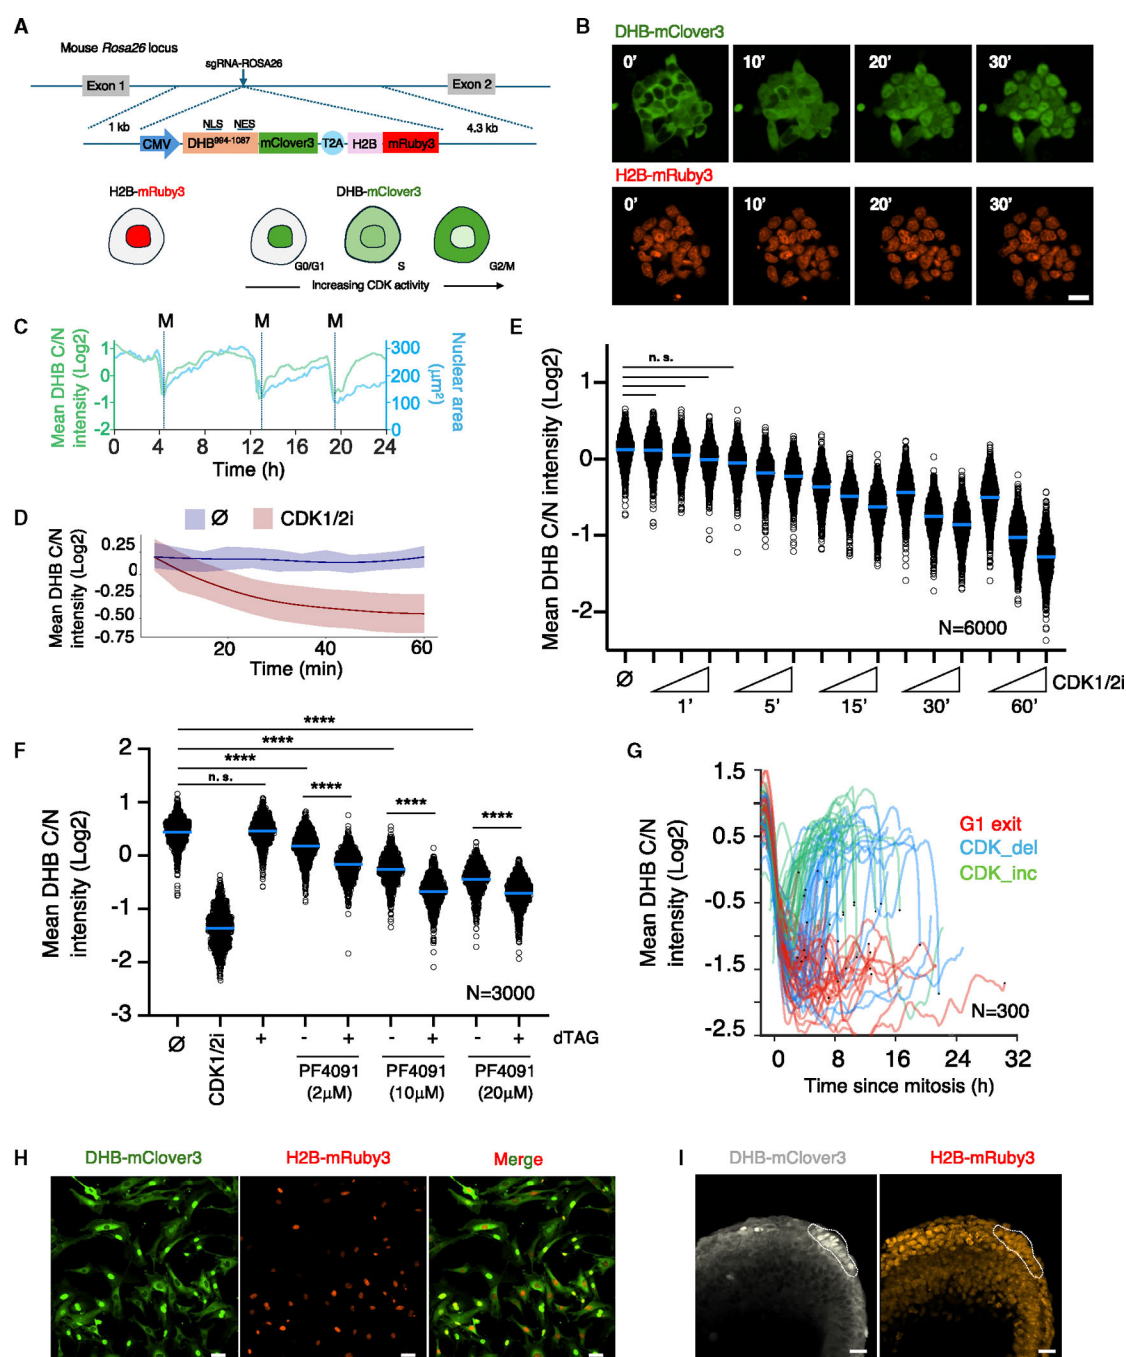 A
Mouse Rosa26 locus
sgRNA-ROSA26
Exon 1
Exon 2
1 kb
NLS
NES
4.3 kb
CMV
DHB994-1087
mClover3
T2A
H2B
mRuby3
H2B-mRuby3
DHB-mClover3
G0/G1
S
G2/M
Increasing CDK activity
B
DHB-mClover3
0'
10'
20'
30'
H2B-mRuby3
0'
10'
20'
30'
C
M
M
M
Mean DHB C/N
intensity (Log2)
1
0
-1
-2
300
200
100
0
Nuclear area
(μm²)
0
4
8
12
16
20
24
Time (h)
D
Ø
CDK1/2i
Mean DHB C/N
intensity (Log2)
0.25
0
-0.25
-0.50
-0.75
20
40
60
Time (min)
E
Mean DHB C/N intensity (Log2)
1
0
-1
-2
n. s.
N=6000
Ø
CDK1/2i
1'
5'
15'
30'
60'
F
Mean DHB C/N
intensity (Log2)
2
1
0
-1
-2
-3
****
****
****
n. s.
****
****
****
N=3000
Ø
CDK1/2i
+
-
+
-
+
-
+
dTAG
PF4091
(2μM)
PF4091
(10μM)
PF4091
(20μM)
G
Mean DHB C/N
intensity (Log2)
1.5
0.5
-0.5
-1.5
-2.5
G1 exit
CDK_del
CDK_inc
N=300
0
8
16
24
32
Time since mitosis (h)
H
DHB-mClover3
H2B-mRuby3
Merge
I
DHB-mClover3
H2B-mRuby3